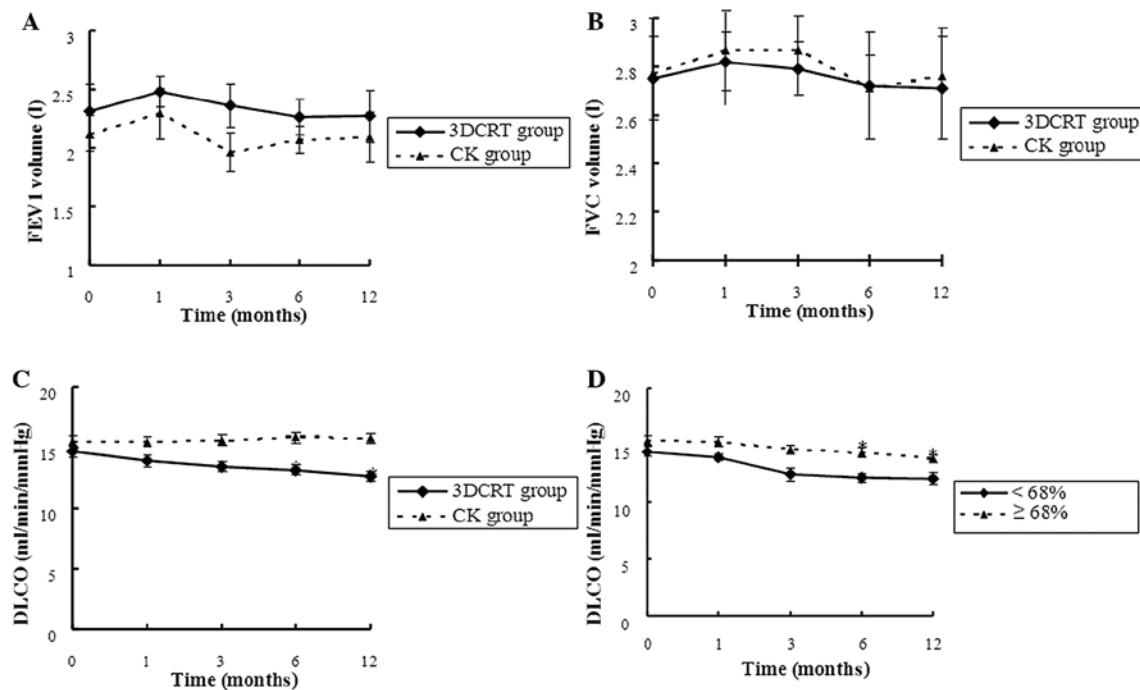 A
3
2.5
2
1.5
1
FEV1 volume (l)
0 1 3 6 12
Time (months)
3DCRT group
CK group
B
3
2.8
2.6
2.4
2.2
2
FVC volume (l)
0 1 3 6 12
Time (months)
3DCRT group
CK group
C
20
15
10
5
0
DLCO (ml/min/mmHg)
* *
0 1 3 6 12
Time (months)
3DCRT group
CK group
D
20
15
10
5
0
DLCO (ml/min/mmHg)
* *
0 1 3 6 12
Time (months)
< 68%
≧ 68%